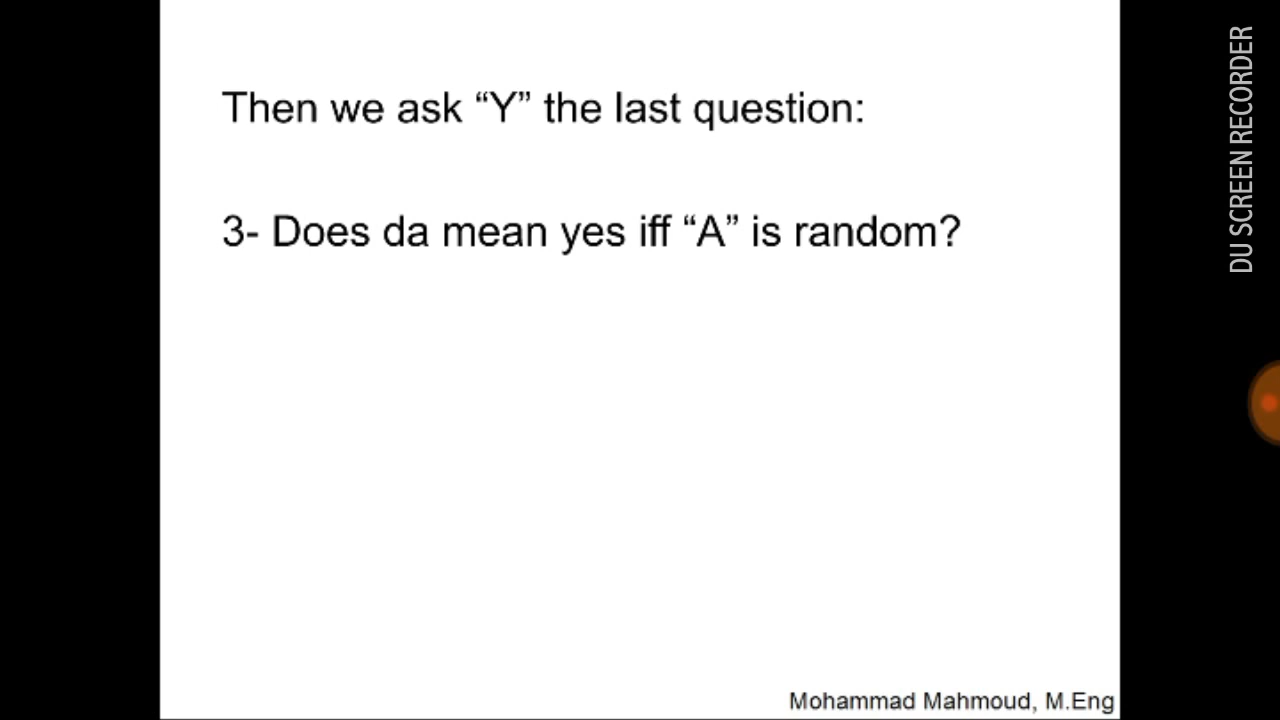 Then we ask “Y” the last question:
3- Does da mean yes iff “A” is random?
Mohammad Mahmoud, M.Eng
DU SCREEN RECORDER